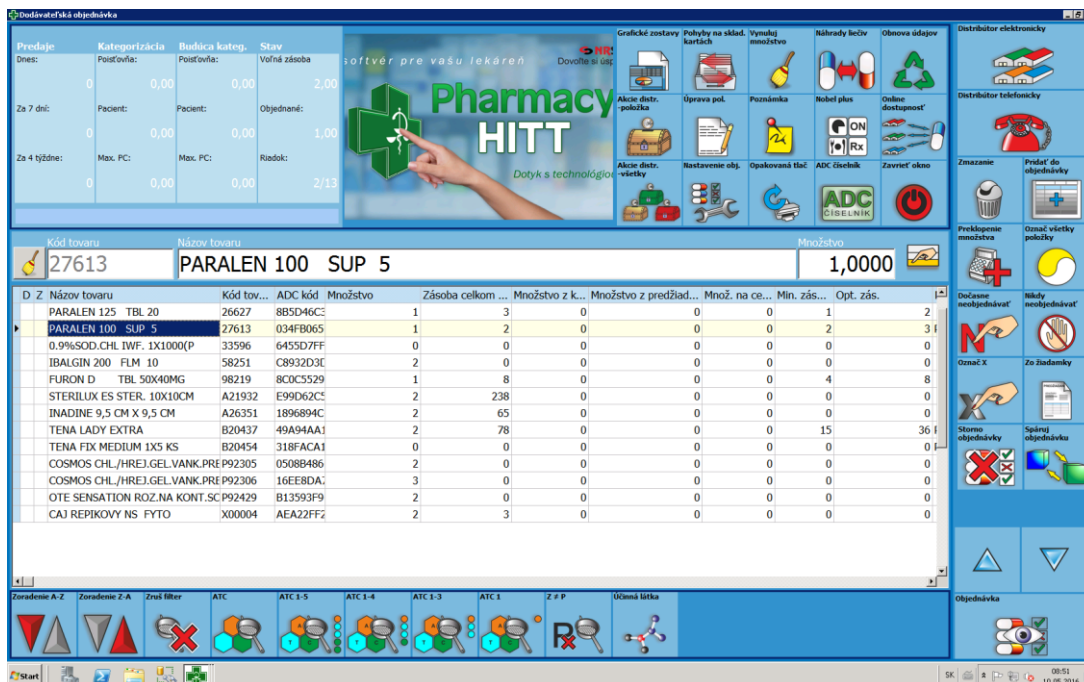 Dodávateľská objednávka
Predaje Kategorizácia Budúca kateg. Stav
Dnes: Poisťovňa: Poisťovňa: Voľná zásoba
0 0,00 0,00 2,00
Za 7 dní: Pacient: Pacient: Objednané:
0 0,00 0,00 1,00
Za 4 týždne: Max. PC: Max. PC: Riadok:
0 0,00 0,00 2/13
softvér pre vašu lekáreň
Dovoľte si úsp
Pharmacy
HITT
Dotyk s technológio
Grafické zostavy Pohyby na sklad. kartách Vynuluj množstvo Náhrady liečiv Obnova údajov
Akcie distr. -položka Úprava pol. Poznámka Nobel plus Online dostupnosť
ON
Rx
Akcie distr. -všetky Nastavenie obj. Opakovaná tlač ADC číselník Zavrieť okno
ADC
ČÍSELNÍK
Distribútor elektronicky
Distribútor telefonicky
Zmazanie Pridať do objednávky
Preklopenie množstva Označ všetky položky
Dočasne neobjednávať Nikdy neobjednávať
Označ X Zo žiadamky
Storno objednávky Spáruj objednávku
Objednávka
Kód tovaru Názov tovaru Množstvo
27613 PARALEN 100 SUP 5 1,0000
D Z Názov tovaru Kód tov... ADC kód Množstvo Zásoba celkom ... Množstvo z k... Množstvo z predžiad... Množ. na ce... Min. zás... Opt. zás.
PARALEN 125 TBL 20 26627 8B5D46C3 1 3 0 0 0 1 2
PARALEN 100 SUP 5 27613 034FB065 1 2 0 0 0 2 3
0.9%SOD.CHL IWF. 1X1000(P 33596 6455D7FF 0 0 0 0 0 0 0
IBALGIN 200 FLM 10 58251 C8932D3D 2 0 0 0 0 0 0
FURON D TBL 50X40MG 98219 8C0C5529 1 8 0 0 0 4 8
STERILUX ES STER. 10X10CM A21932 E99D62C5 2 238 0 0 0 0 0
INADINE 9,5 CM X 9,5 CM A26351 1896894C 2 65 0 0 0 0 0
TENA LADY EXTRA B20437 49A94AA1 2 78 0 0 0 15 36
TENA FIX MEDIUM 1X5 KS B20454 318FACA1 0 0 0 0 0 0 0
COSMOS CHL./HREJ.GEL.VANK.PRE P92305 0508B486 2 0 0 0 0 0 0
COSMOS CHL./HREJ.GEL.VANK.PRE P92306 16EE8DA7 3 0 0 0 0 0 0
OTE SENSATION ROZ.NA KONT.SC P92429 B13593F9 2 0 0 0 0 0 0
CAJ REPIKOVY NS FYTO X00004 AEA22FF2 2 3 0 0 0 0 0
Zoradenie A-Z Zoradenie Z-A Zruš filter ATC ATC 1-5 ATC 1-4 ATC 1-3 ATC 1 Z ≠ P Účinná látka
Start SK 08:51
10.05.2016